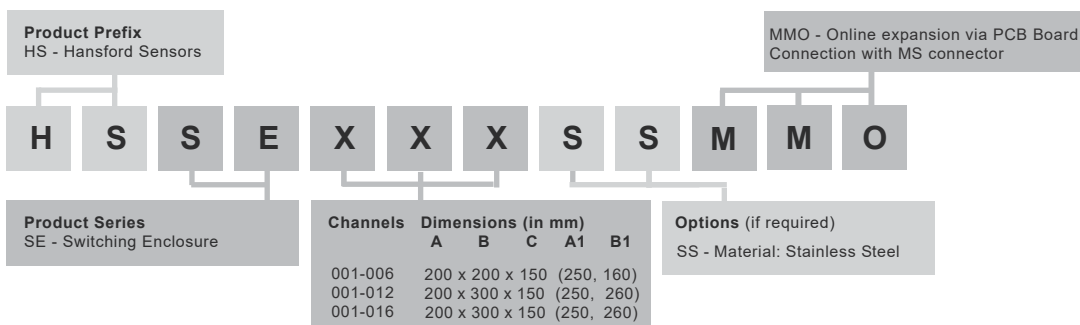 Product Prefix
HS - Hansford Sensors
MMO - Online expansion via PCB Board
Connection with MS connector
H S S E X X X S S M M O
Product Series
SE - Switching Enclosure
Channels Dimensions (in mm)
A B C A1 B1
001-006 200 x 200 x 150 (250, 160)
001-012 200 x 300 x 150 (250, 260)
001-016 200 x 300 x 150 (250, 260)
Options (if required)
SS - Material: Stainless Steel